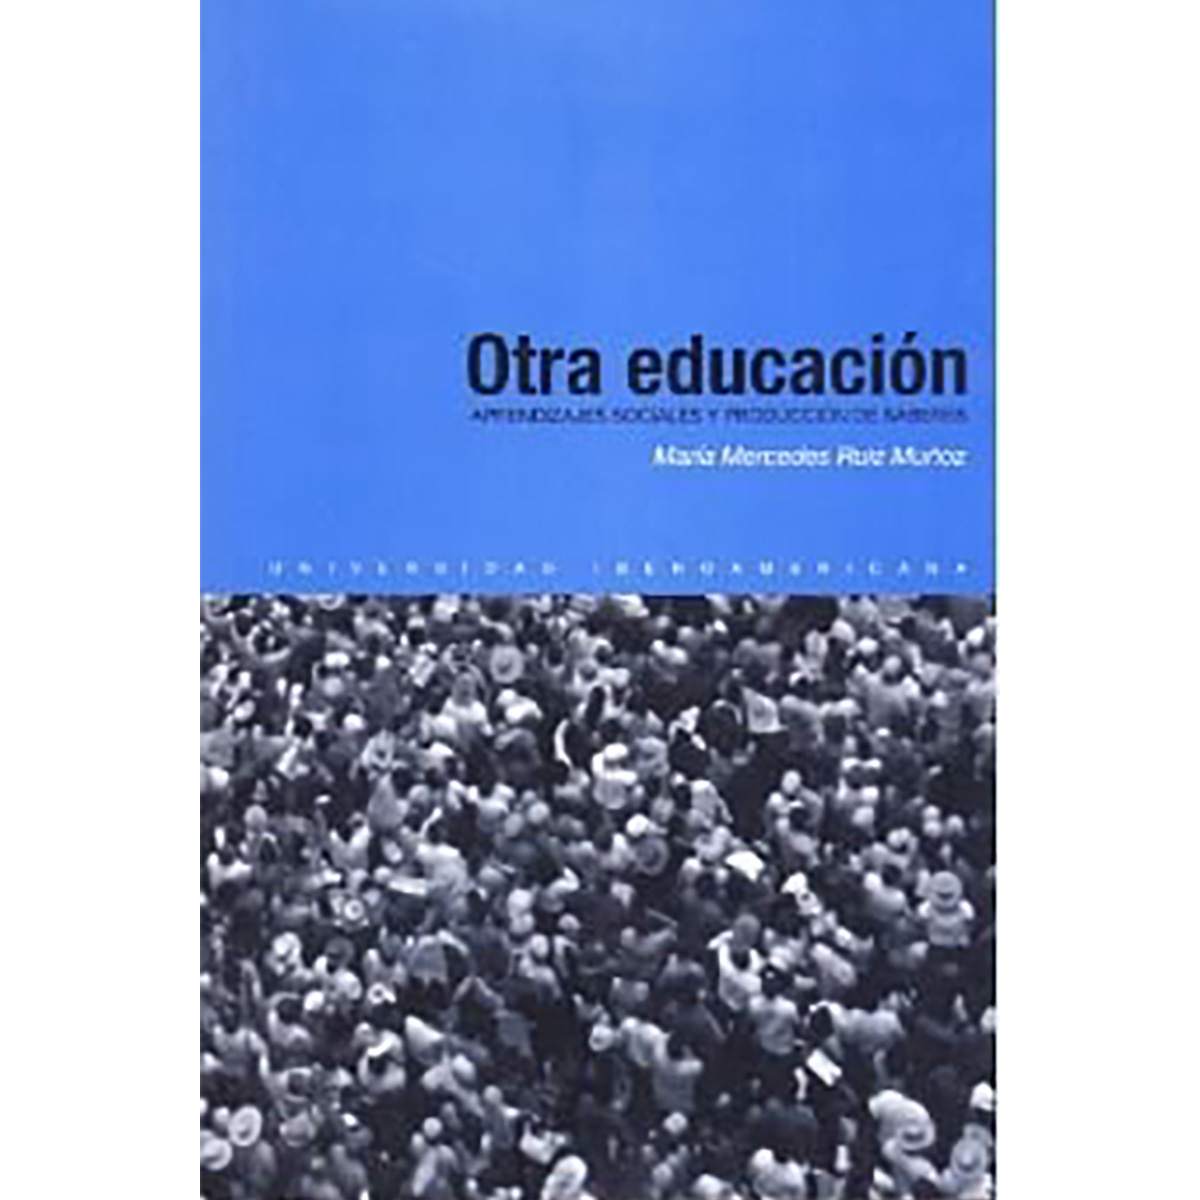 Otra educación
APRENDIZAJES SOCIALES Y PRODUCCIÓN DE SABERES
María Mercedes Ruiz Muñoz
UNIVERSIDAD IBEROAMERICANA